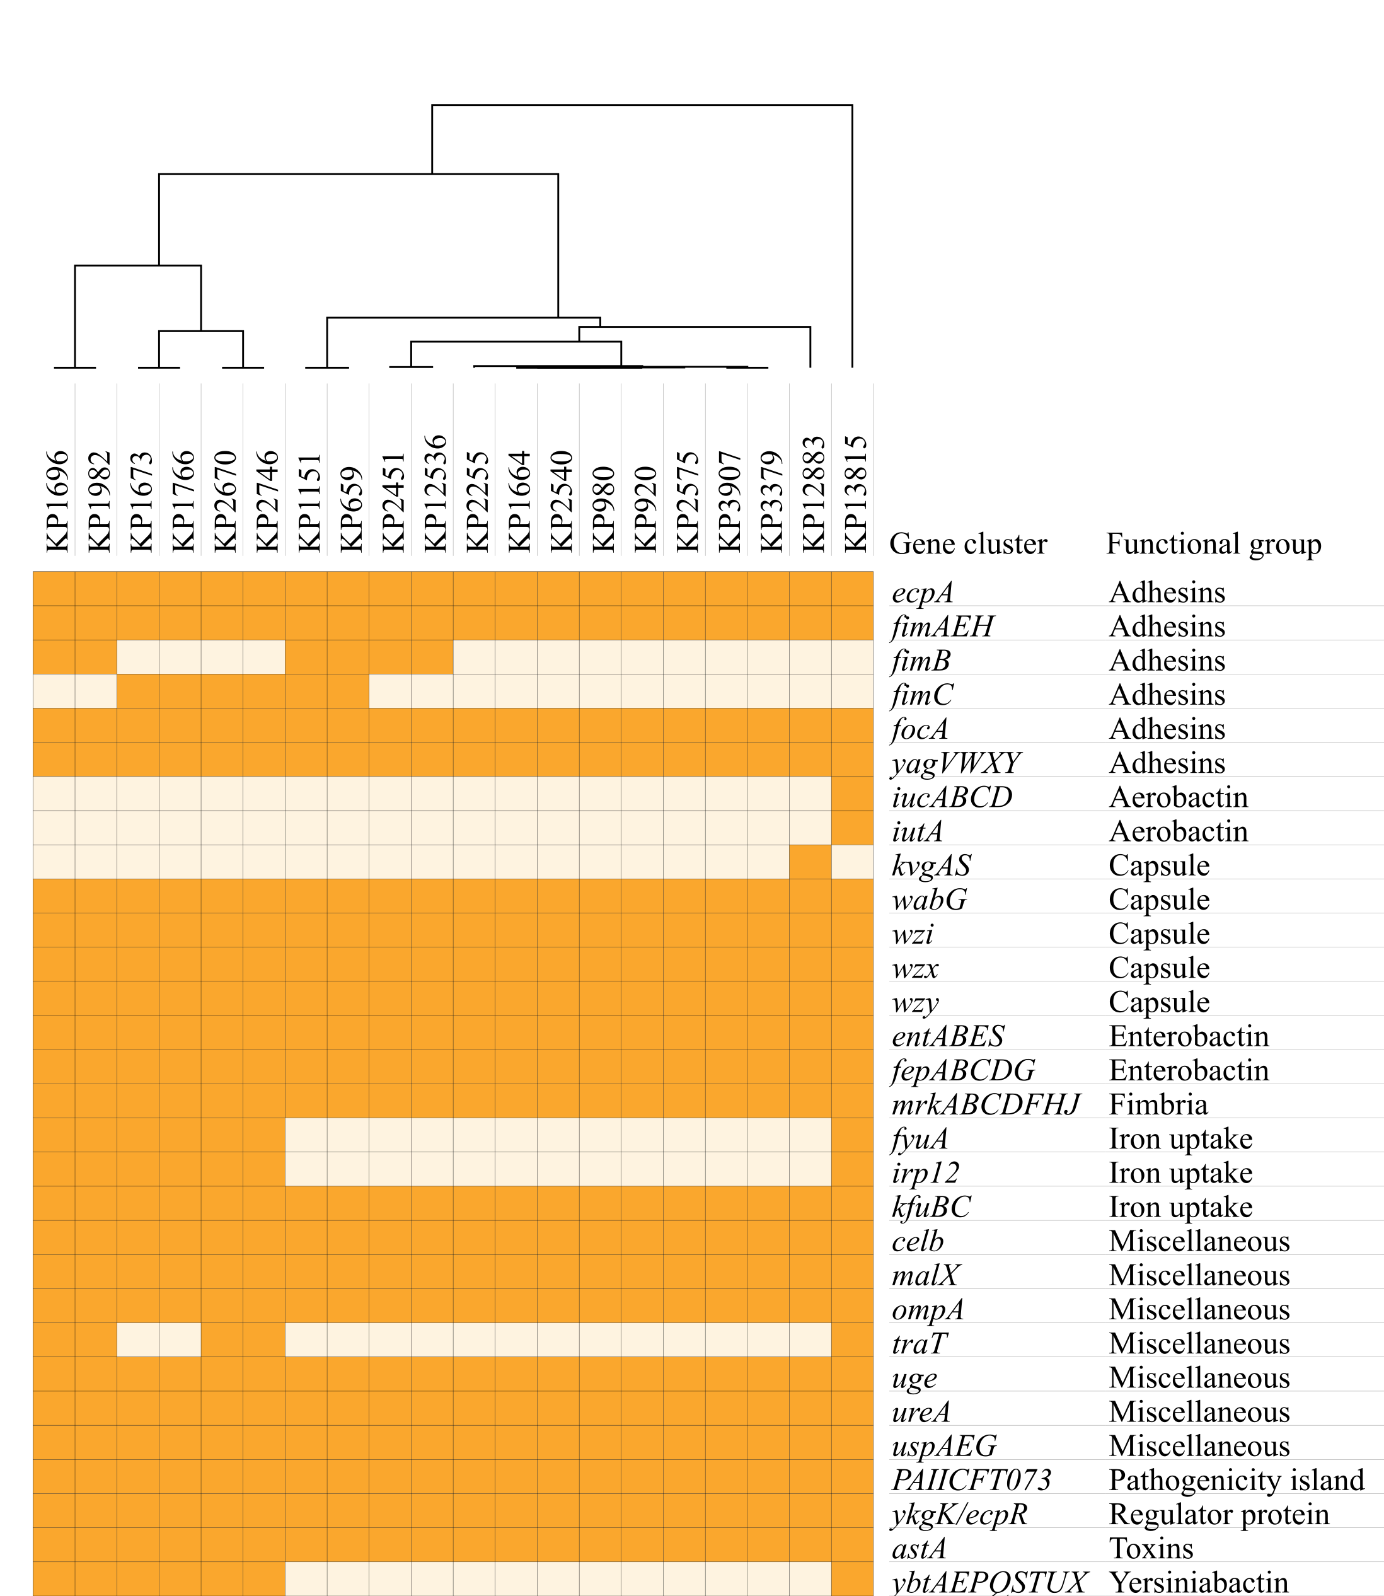 KP1696 KP1982 KP1673 KP1766 KP2670 KP2746 KP1151 KP659 KP2451 KP12536 KP2255 KP1664 KP2540 KP980 KP920 KP2575 KP3907 KP3379 KP12883 KP13815
Gene cluster Functional group
ecpA Adhesins
fimAEH Adhesins
fimB Adhesins
fimC Adhesins
focA Adhesins
yagVWXY Adhesins
iucABCD Aerobactin
iutA Aerobactin
kvgAS Capsule
wabG Capsule
wzi Capsule
wzx Capsule
wzy Capsule
entABES Enterobactin
fepABCDG Enterobactin
mrkABCDFHJ Fimbria
fyuA Iron uptake
irp12 Iron uptake
kfuBC Iron uptake
celb Miscellaneous
malX Miscellaneous
ompA Miscellaneous
traT Miscellaneous
uge Miscellaneous
ureA Miscellaneous
uspAEG Miscellaneous
PAIICFT073 Pathogenicity island
ykgK/ecpR Regulator protein
astA Toxins
ybtAEPQSTUX Yersiniabactin